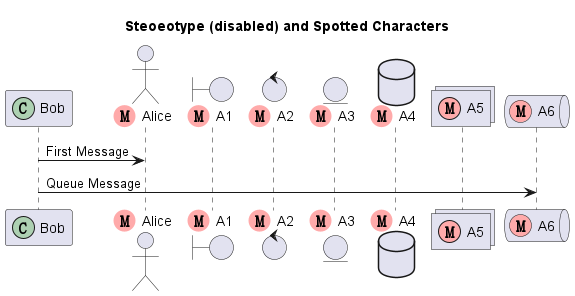 Steoeotype (disabled) and Spotted Characters
C Bob M Alice M A1 M A2 M A3 M A4 M A5 M A6
First Message
Queue Message
C Bob M Alice M A1 M A2 M A3 M A4 M A5 M A6